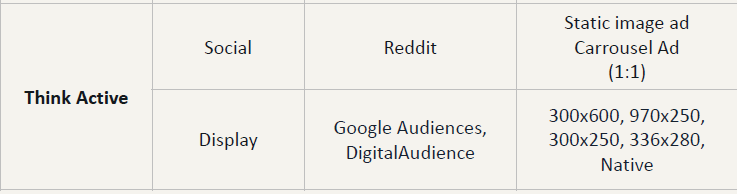 Think Active
Social
Reddit
Static image ad
Carrousel Ad
(1:1)
Display
Google Audiences,
DigitalAudience
300x600, 970x250,
300x250, 336x280,
Native